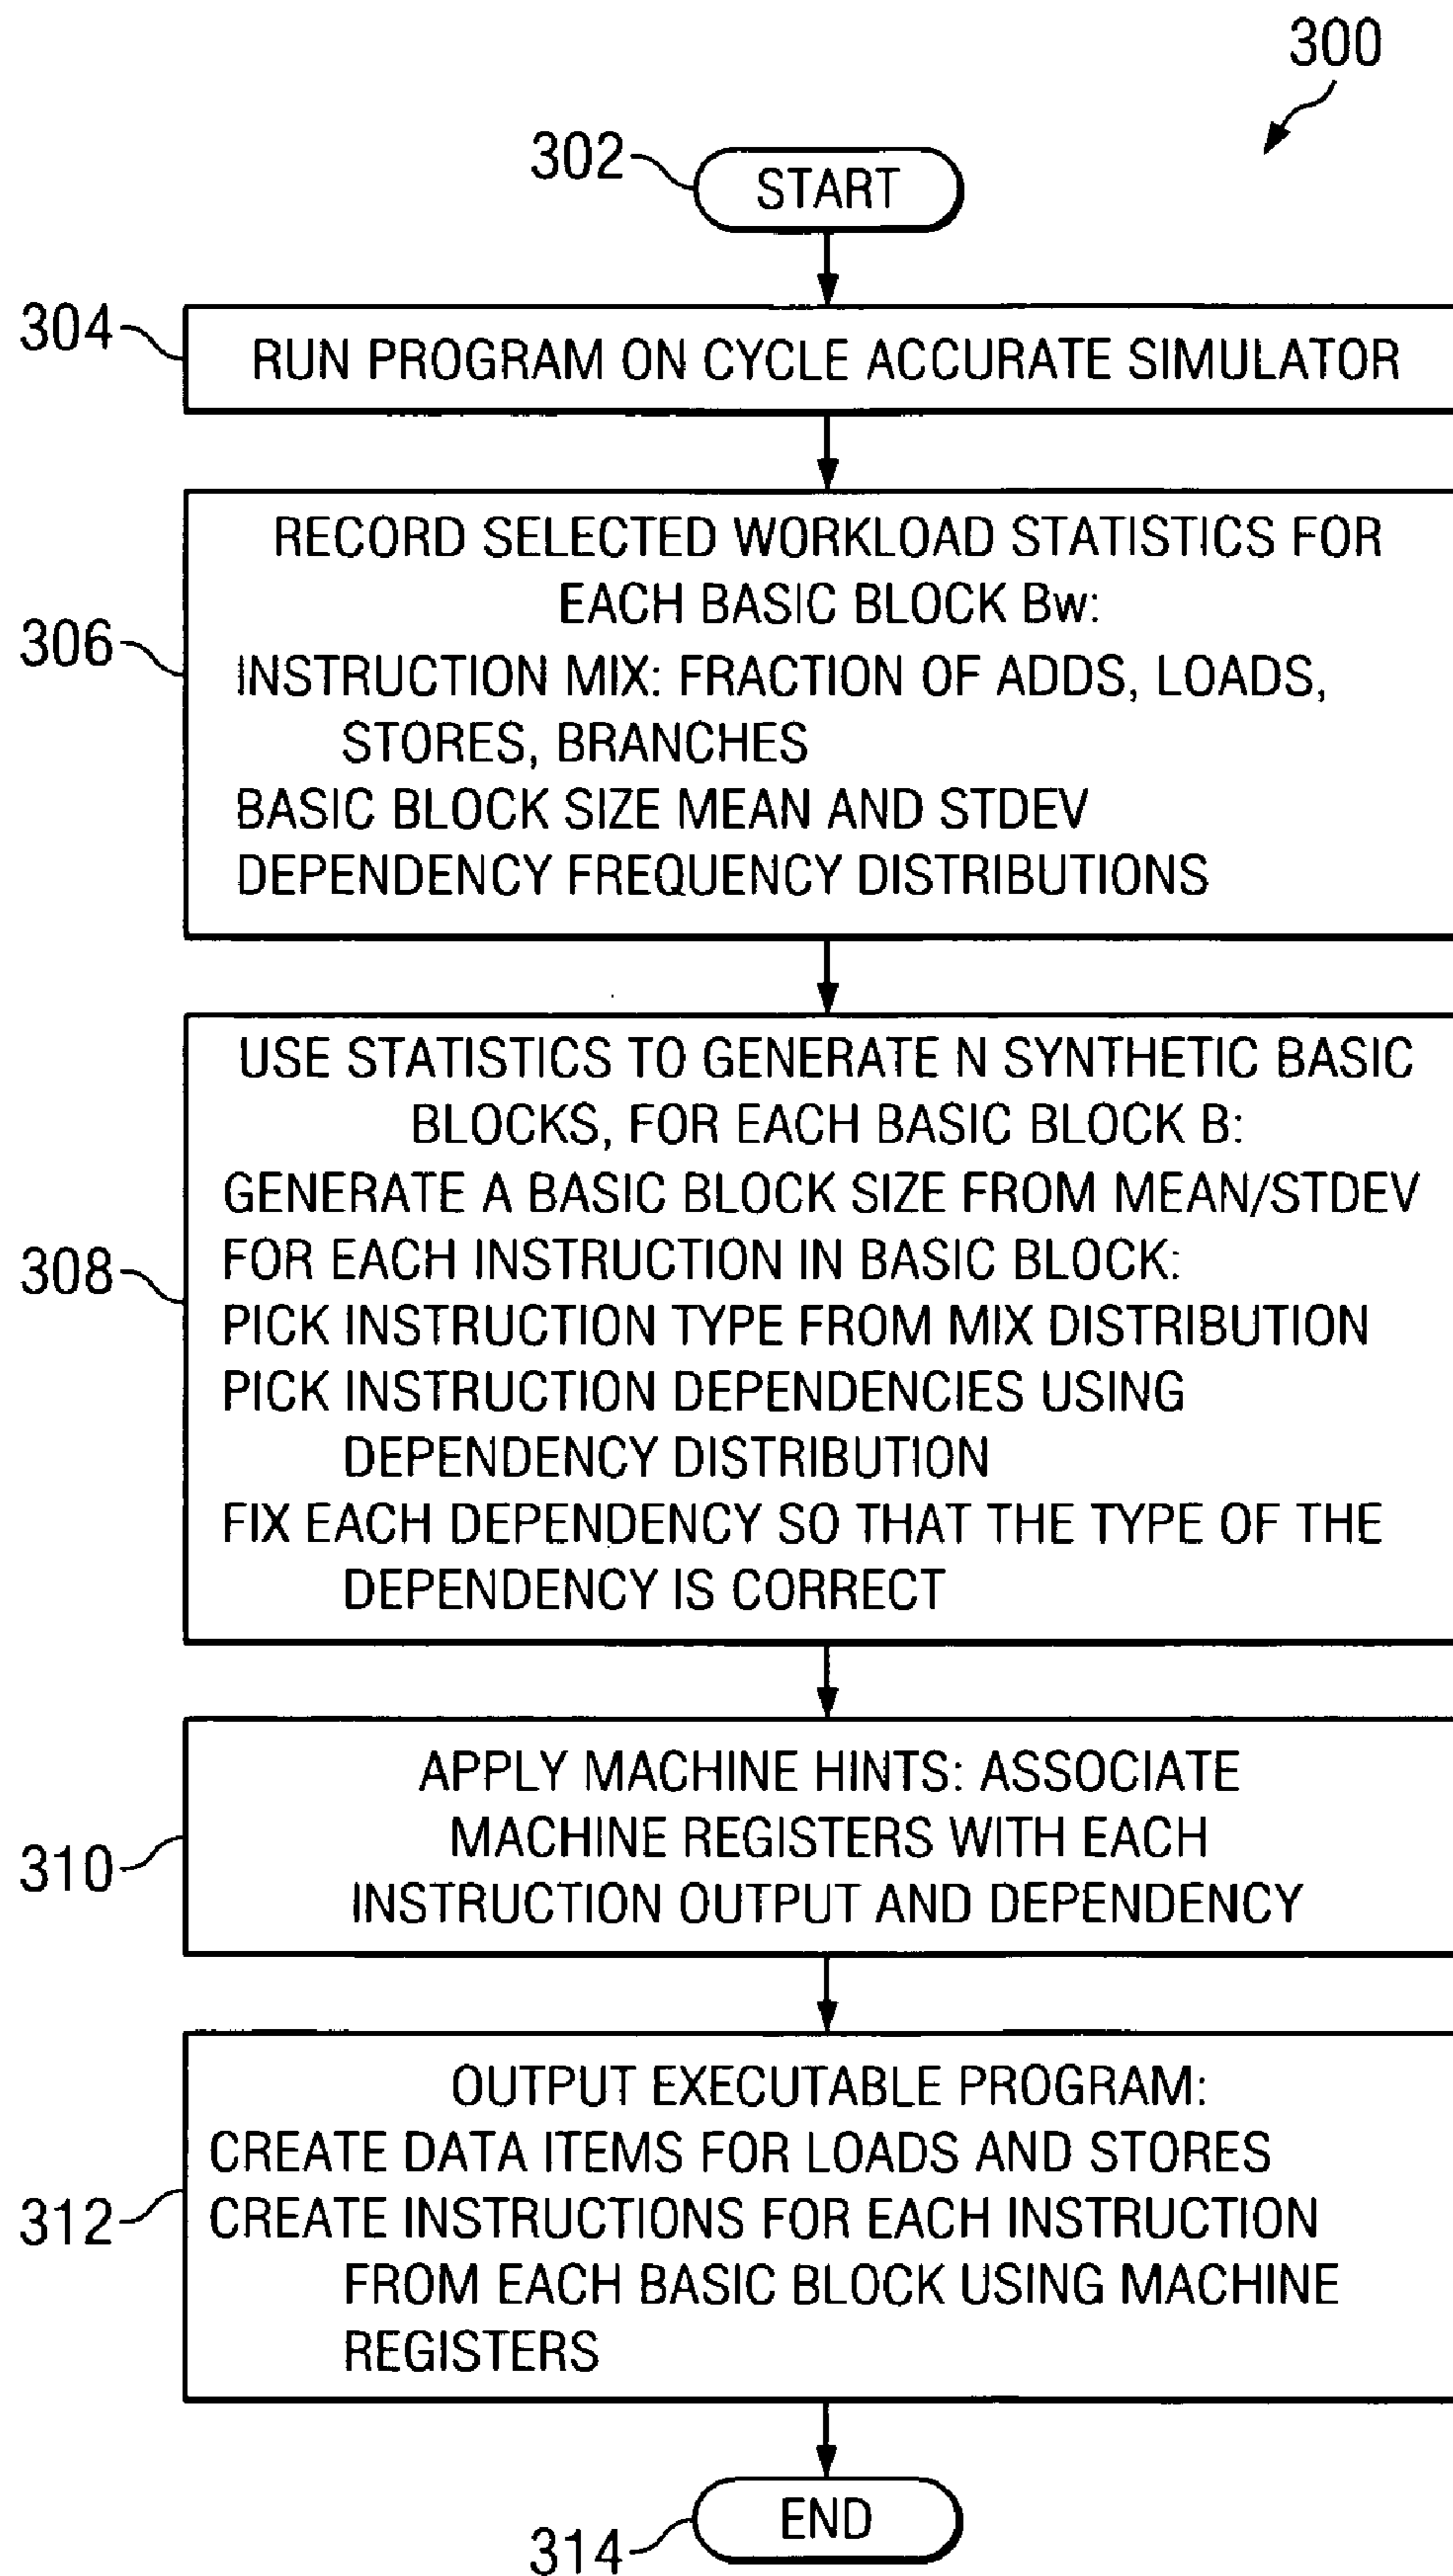 300
302
START
304
RUN PROGRAM ON CYCLE ACCURATE SIMULATOR
RECORD SELECTED WORKLOAD STATISTICS FOR
EACH BASIC BLOCK Bw:
306
INSTRUCTION MIX: FRACTION OF ADDS, LOADS,
STORES, BRANCHES
BASIC BLOCK SIZE MEAN AND STDEV
DEPENDENCY FREQUENCY DISTRIBUTIONS
USE STATISTICS TO GENERATE N SYNTHETIC BASIC
BLOCKS, FOR EACH BASIC BLOCK B:
GENERATE A BASIC BLOCK SIZE FROM MEAN/STDEV
308
FOR EACH INSTRUCTION IN BASIC BLOCK:
PICK INSTRUCTION TYPE FROM MIX DISTRIBUTION
PICK INSTRUCTION DEPENDENCIES USING
DEPENDENCY DISTRIBUTION
FIX EACH DEPENDENCY SO THAT THE TYPE OF THE
DEPENDENCY IS CORRECT
APPLY MACHINE HINTS: ASSOCIATE
MACHINE REGISTERS WITH EACH
310
INSTRUCTION OUTPUT AND DEPENDENCY
OUTPUT EXECUTABLE PROGRAM:
CREATE DATA ITEMS FOR LOADS AND STORES
312
CREATE INSTRUCTIONS FOR EACH INSTRUCTION
FROM EACH BASIC BLOCK USING MACHINE
REGISTERS
END
314